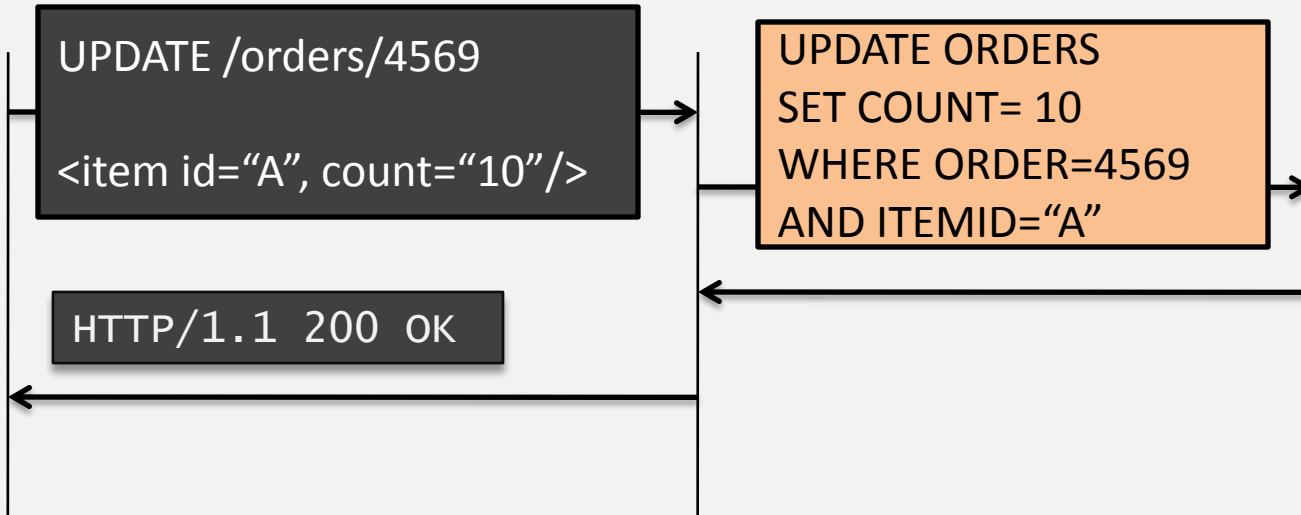 UPDATE /orders/4569
<item id=“A”, count=“10”/>
UPDATE ORDERS
SET COUNT= 10
WHERE ORDER=4569
AND ITEMID=“A”
HTTP/1.1 200 OK